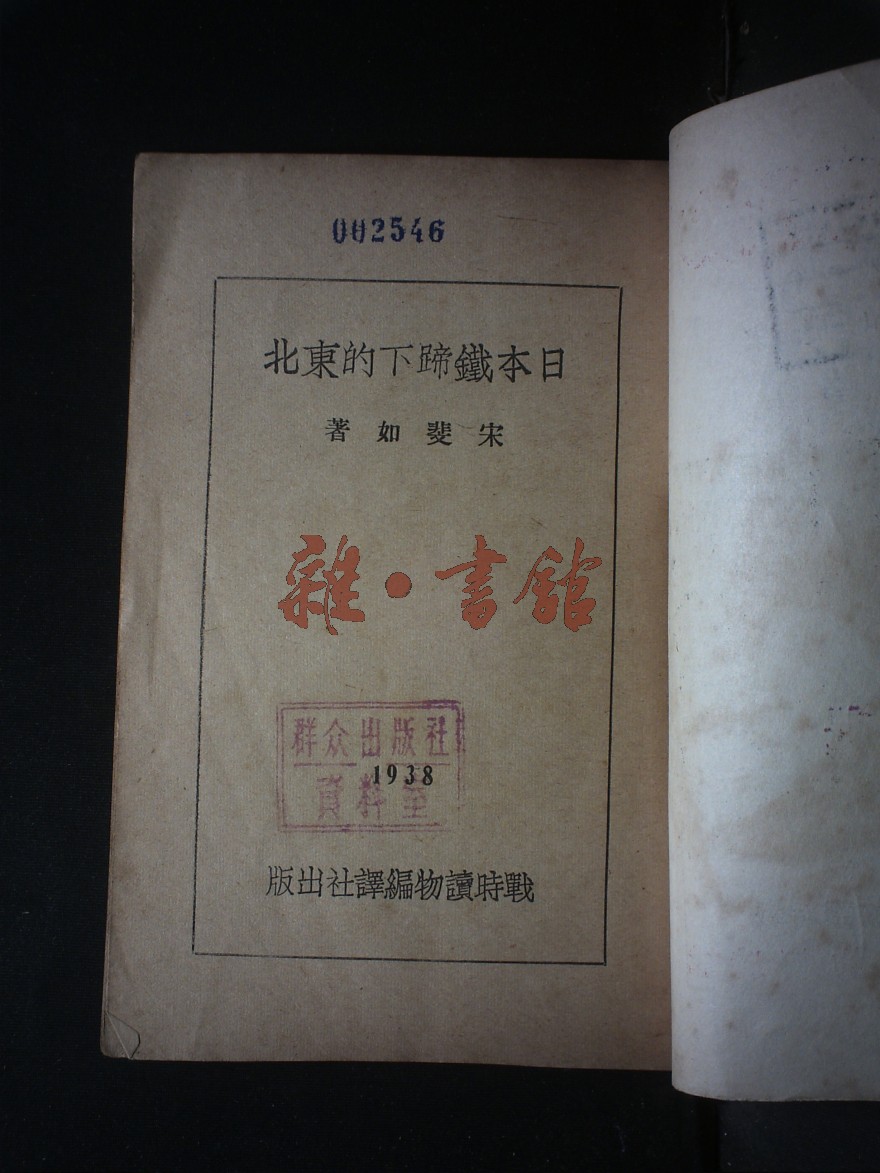 002546
日本鐵蹄下的東北
宋斐如著
雜·書館
群众出版社
1938
資料室
戰時讀物編譯社出版